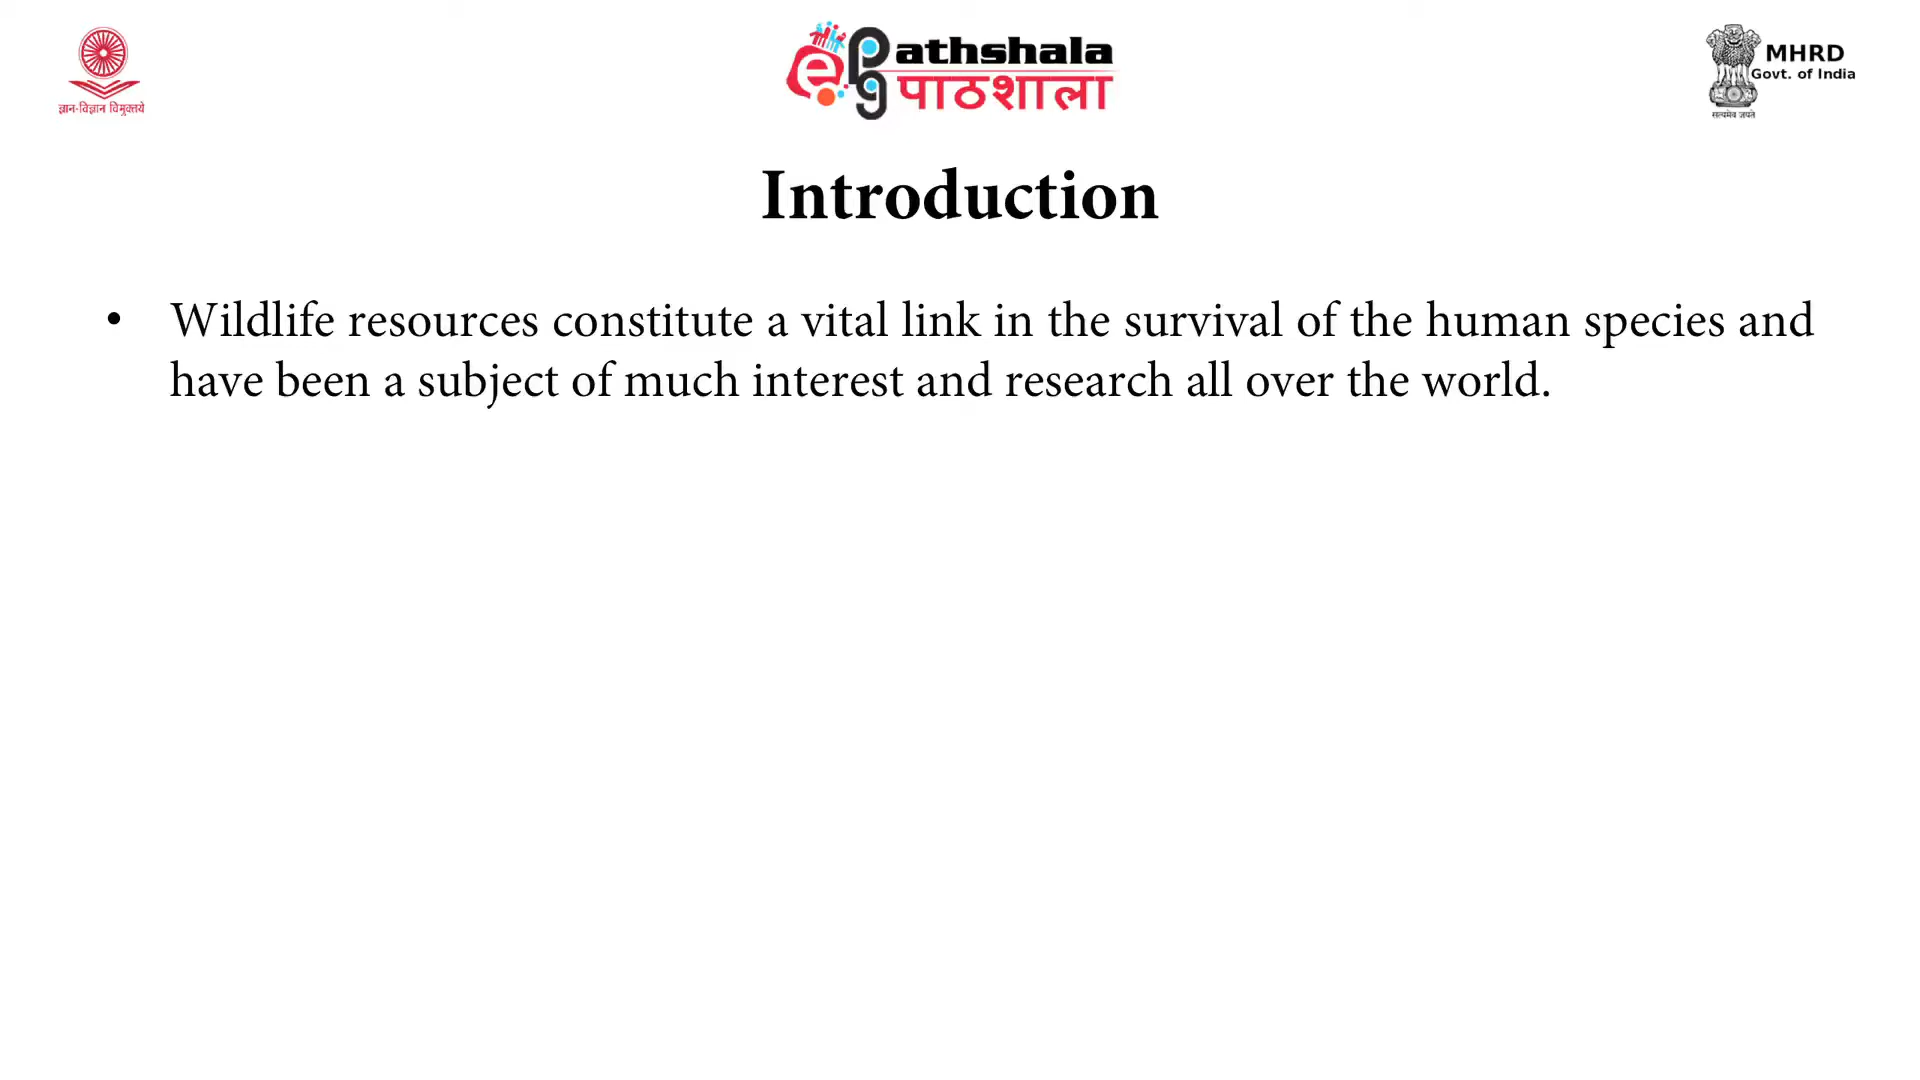 ज्ञान-विज्ञान विमुक्तये
e PG athshala
पाठशाला
MHRD
Govt. of India
सत्यमेव जयते
Introduction
• Wildlife resources constitute a vital link in the survival of the human species and
have been a subject of much interest and research all over the world.